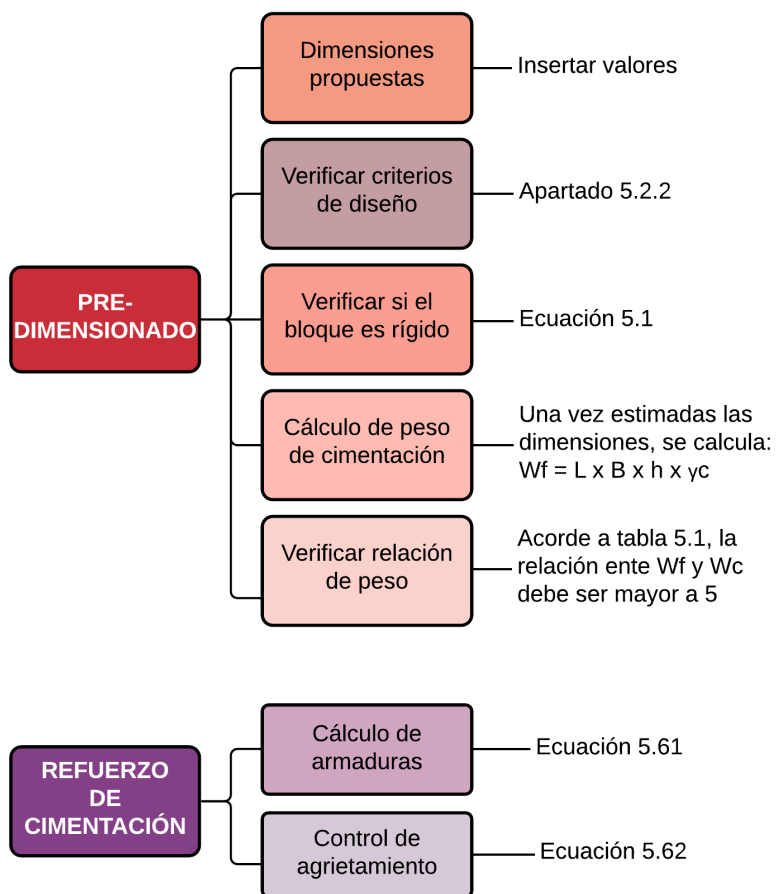 PRE-
DIMENSIONADO
Dimensiones
propuestas
Insertar valores
Verificar criterios
de diseño
Apartado 5.2.2
Verificar si el
bloque es rígido
Ecuación 5.1
Cálculo de peso
de cimentación
Una vez estimadas las
dimensiones, se calcula:
Wf = L x B x h x γc
Verificar relación
de peso
Acorde a tabla 5.1, la
relación ente Wf y Wc
debe ser mayor a 5
REFUERZO
DE
CIMENTACIÓN
Cálculo de
armaduras
Ecuación 5.61
Control de
agrietamiento
Ecuación 5.62